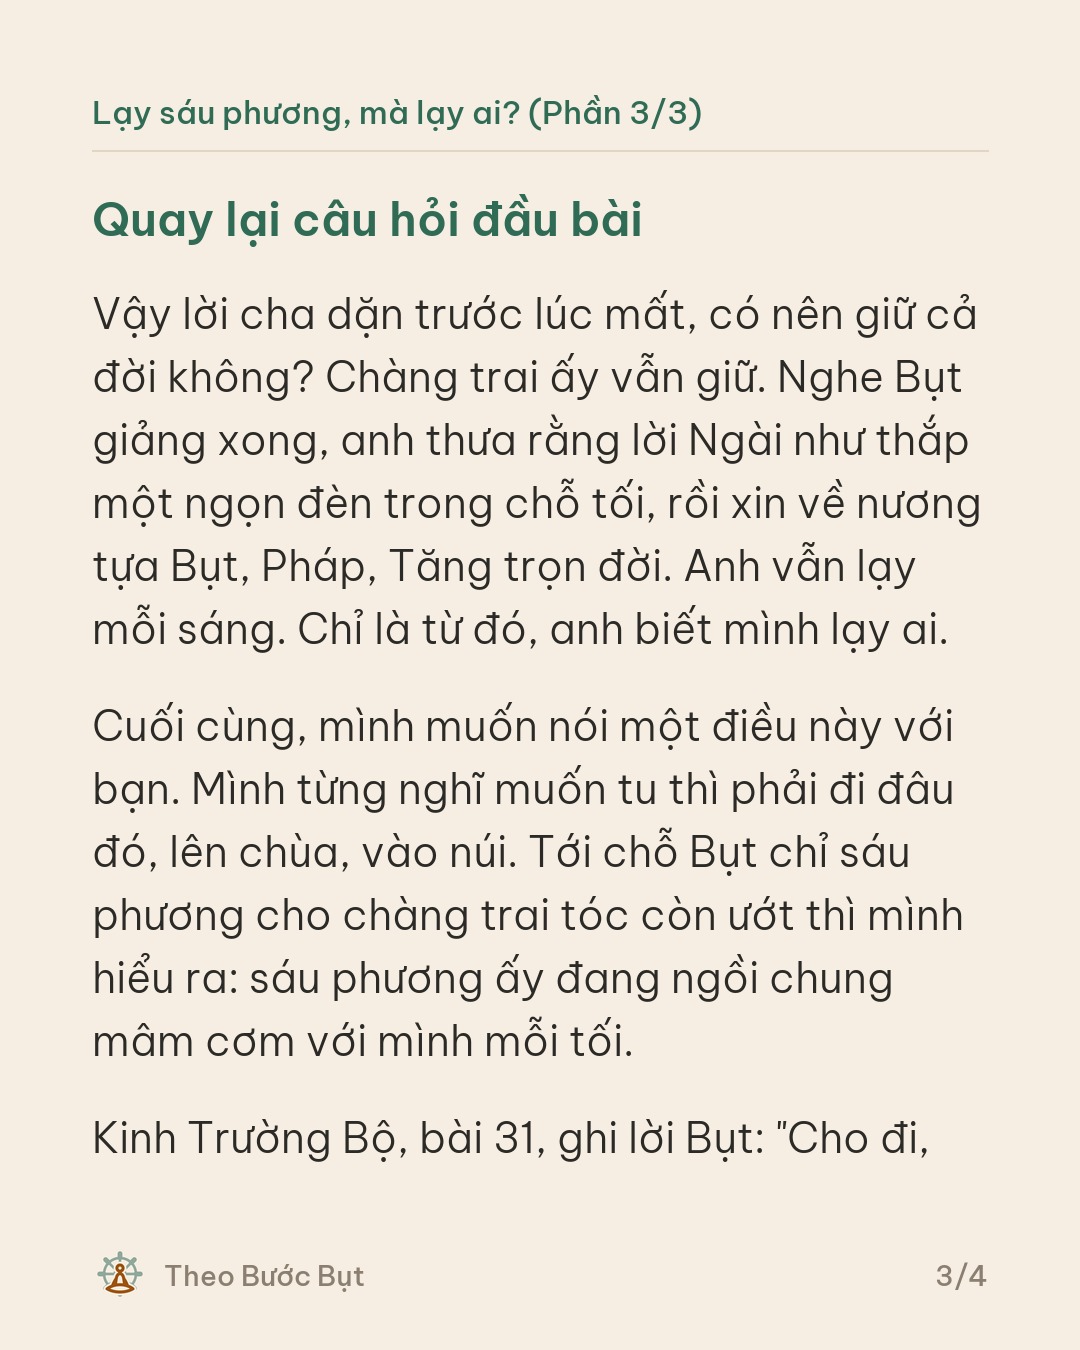 Lạy sáu phương, mà lạy ai? (Phần 3/3)
Quay lại câu hỏi đầu bài
Vậy lời cha dặn trước lúc mất, có nên giữ cả
đời không? Chàng trai ấy vẫn giữ. Nghe Bụt
giảng xong, anh thưa rằng lời Ngài như thắp
một ngọn đèn trong chỗ tối, rồi xin về nương
tựa Bụt, Pháp, Tăng trọn đời. Anh vẫn lạy
mỗi sáng. Chỉ là từ đó, anh biết mình lạy ai.
Cuối cùng, mình muốn nói một điều này với
bạn. Mình từng nghĩ muốn tu thì phải đi đâu
đó, lên chùa, vào núi. Tới chỗ Bụt chỉ sáu
phương cho chàng trai tóc còn ướt thì mình
hiểu ra: sáu phương ấy đang ngồi chung
mâm cơm với mình mỗi tối.
Kinh Trường Bộ, bài 31, ghi lời Bụt: "Cho đi,
Theo Bước Bụt
3/4